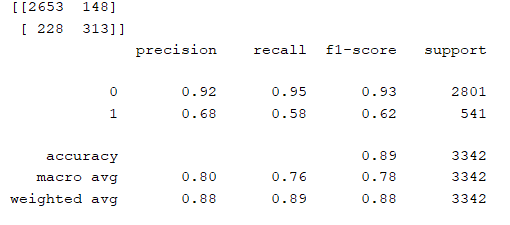 [[2653 148]
[ 228 313]]
precision recall f1-score support
0 0.92 0.95 0.93 2801
1 0.68 0.58 0.62 541
accuracy 0.89 3342
macro avg 0.80 0.76 0.78 3342
weighted avg 0.88 0.89 0.88 3342